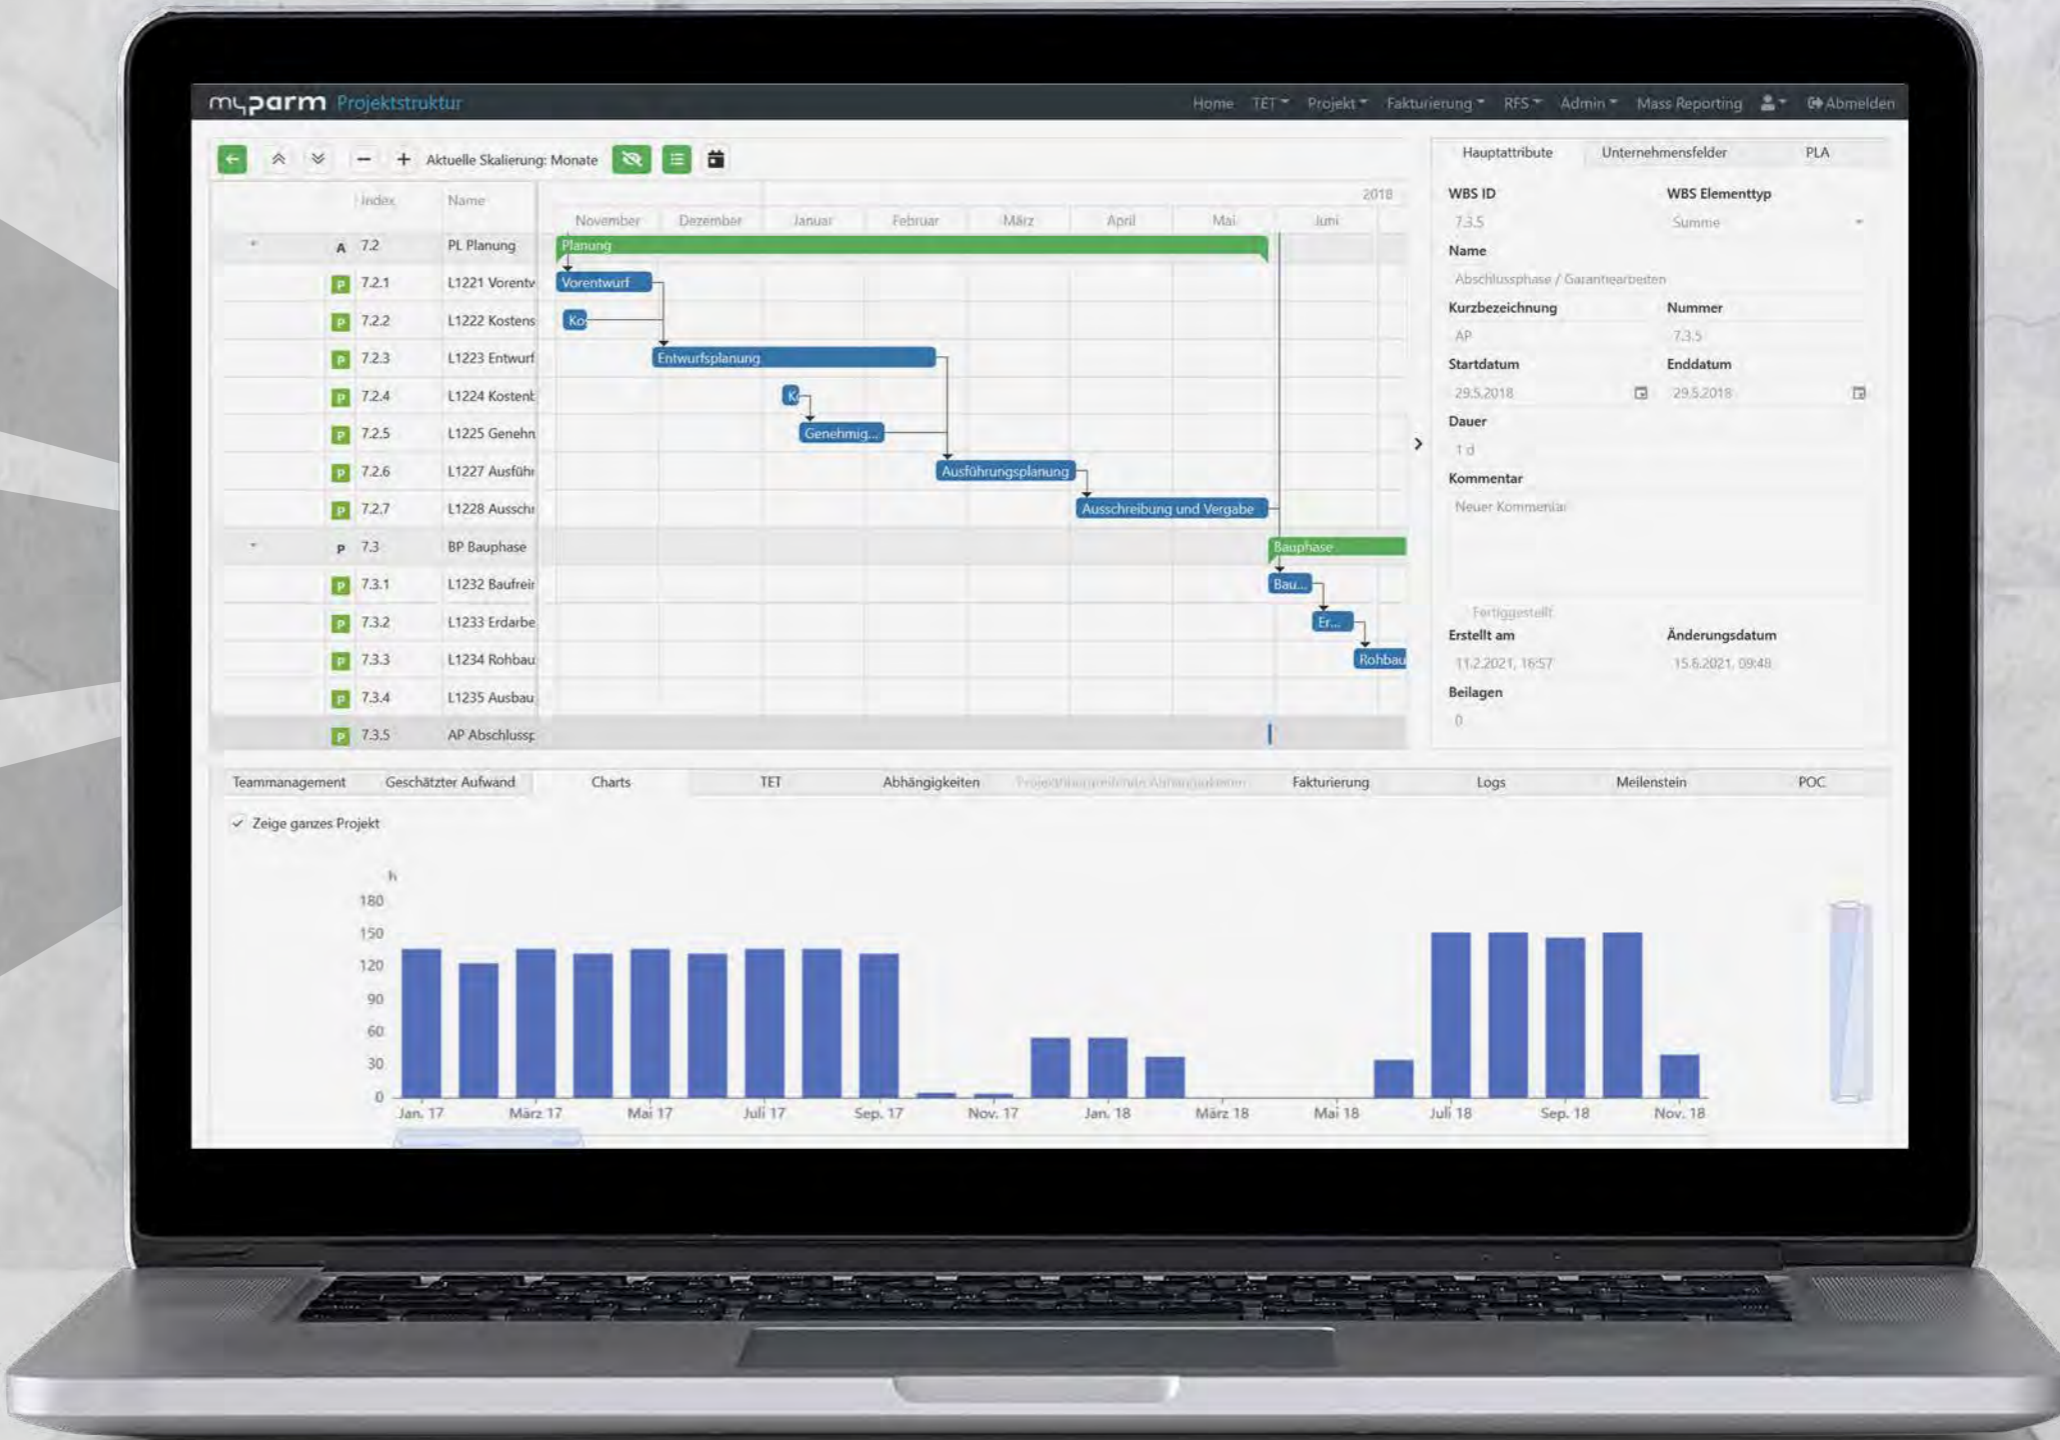 myparm Projektstruktur Home TET Projekt Fakturierung RFS Admin Mass Reporting Abmelden
Aktuelle Skalierung: Monate
Index Name
2018
November Dezember Januar Februar März April Mai Juni
A 7.2 PL Planung Planung
P 7.2.1 L1221 Vorentw Vorentwurf
P 7.2.2 L1222 Kostens Ko
P 7.2.3 L1223 Entwurf Entwurfsplanung
P 7.2.4 L1224 Kostenb K
P 7.2.5 L1225 Genehn Genehmig...
P 7.2.6 L1227 Ausführ Ausführungsplanung
P 7.2.7 L1228 Ausschr Ausschreibung und Vergabe
P 7.3 BP Bauphase Bauphase
P 7.3.1 L1232 Baufreir Bau...
P 7.3.2 L1233 Erdarbe Er...
P 7.3.3 L1234 Rohbau Rohbau
P 7.3.4 L1235 Ausbau
P 7.3.5 AP Abschlussp
Hauptattribute Unternehmensfelder PLA
WBS ID WBS Elementtyp
7.3.5 Summe
Name
Abschlussphase / Garantiearbeiten
Kurzbezeichnung Nummer
AP 7.3.5
Startdatum Enddatum
29.5.2018 29.5.2018
Dauer
1 d
Kommentar
Neuer Kommentar
Fertiggestellt
Erstellt am Änderungsdatum
11.2.2021, 16:57 15.6.2021, 09:48
Beilagen
0
Teammanagement Geschätzter Aufwand Charts TET Abhängigkeiten Projektübergreifende Abhängigkeiten Fakturierung Logs Meilenstein POC
Zeige ganzes Projekt
h
180
150
120
90
60
30
0
Jan. 17 März 17 Mai 17 Juli 17 Sep. 17 Nov. 17 Jan. 18 März 18 Mai 18 Juli 18 Sep. 18 Nov. 18